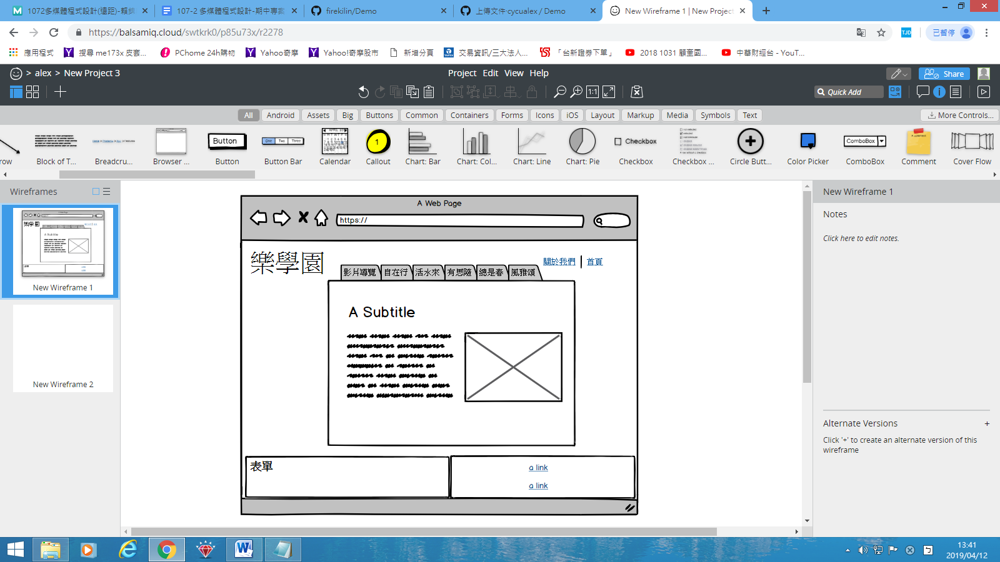 1072多媒體程式設計(遠距)-賴
107-2 多媒體程式設計-期中專案
firekilin/Demo
上傳文件·cycualex / Demo
New Wireframe 1 | New Project
https://balsamiq.cloud/swtkrk0/p85u73x/r2278
TJD
已暫停
應用程式
搜尋 me173x 皮套...
PChome 24h購物
Yahoo奇摩
Yahoo!奇摩股市
新增分頁
交易資訊/三大法人...
「台新證券下單」
2018 1031 顧奎國...
中華財經台 - YouT...
> alex > New Project 3
Project Edit View Help
Share
1:1
Quick Add
All Android Assets Big Buttons Common Containers Forms Icons iOS Layout Markup Media Symbols Text
More Controls...
Button
One Two Three
1
Checkbox
ComboBox
A comment
row
Block of T...
Breadcru...
Browser ...
Button
Button Bar
Calendar
Callout
Chart: Bar
Chart: Col...
Chart: Line
Chart: Pie
Checkbox
Checkbox ...
Circle Butt...
Color Picker
ComboBox
Comment
Cover Flow
Wireframes
New Wireframe 1
New Wireframe 2
A Web Page
https://
樂學園
關於我們 | 首頁
影片導覽 自在行 活水來 有思隨 總是春 風雅頌
A Subtitle
表單
a link
a link
New Wireframe 1
Notes
Click here to edit notes.
Alternate Versions +
Click '+' to create an alternate version of this
wireframe
13:41
2019/04/12